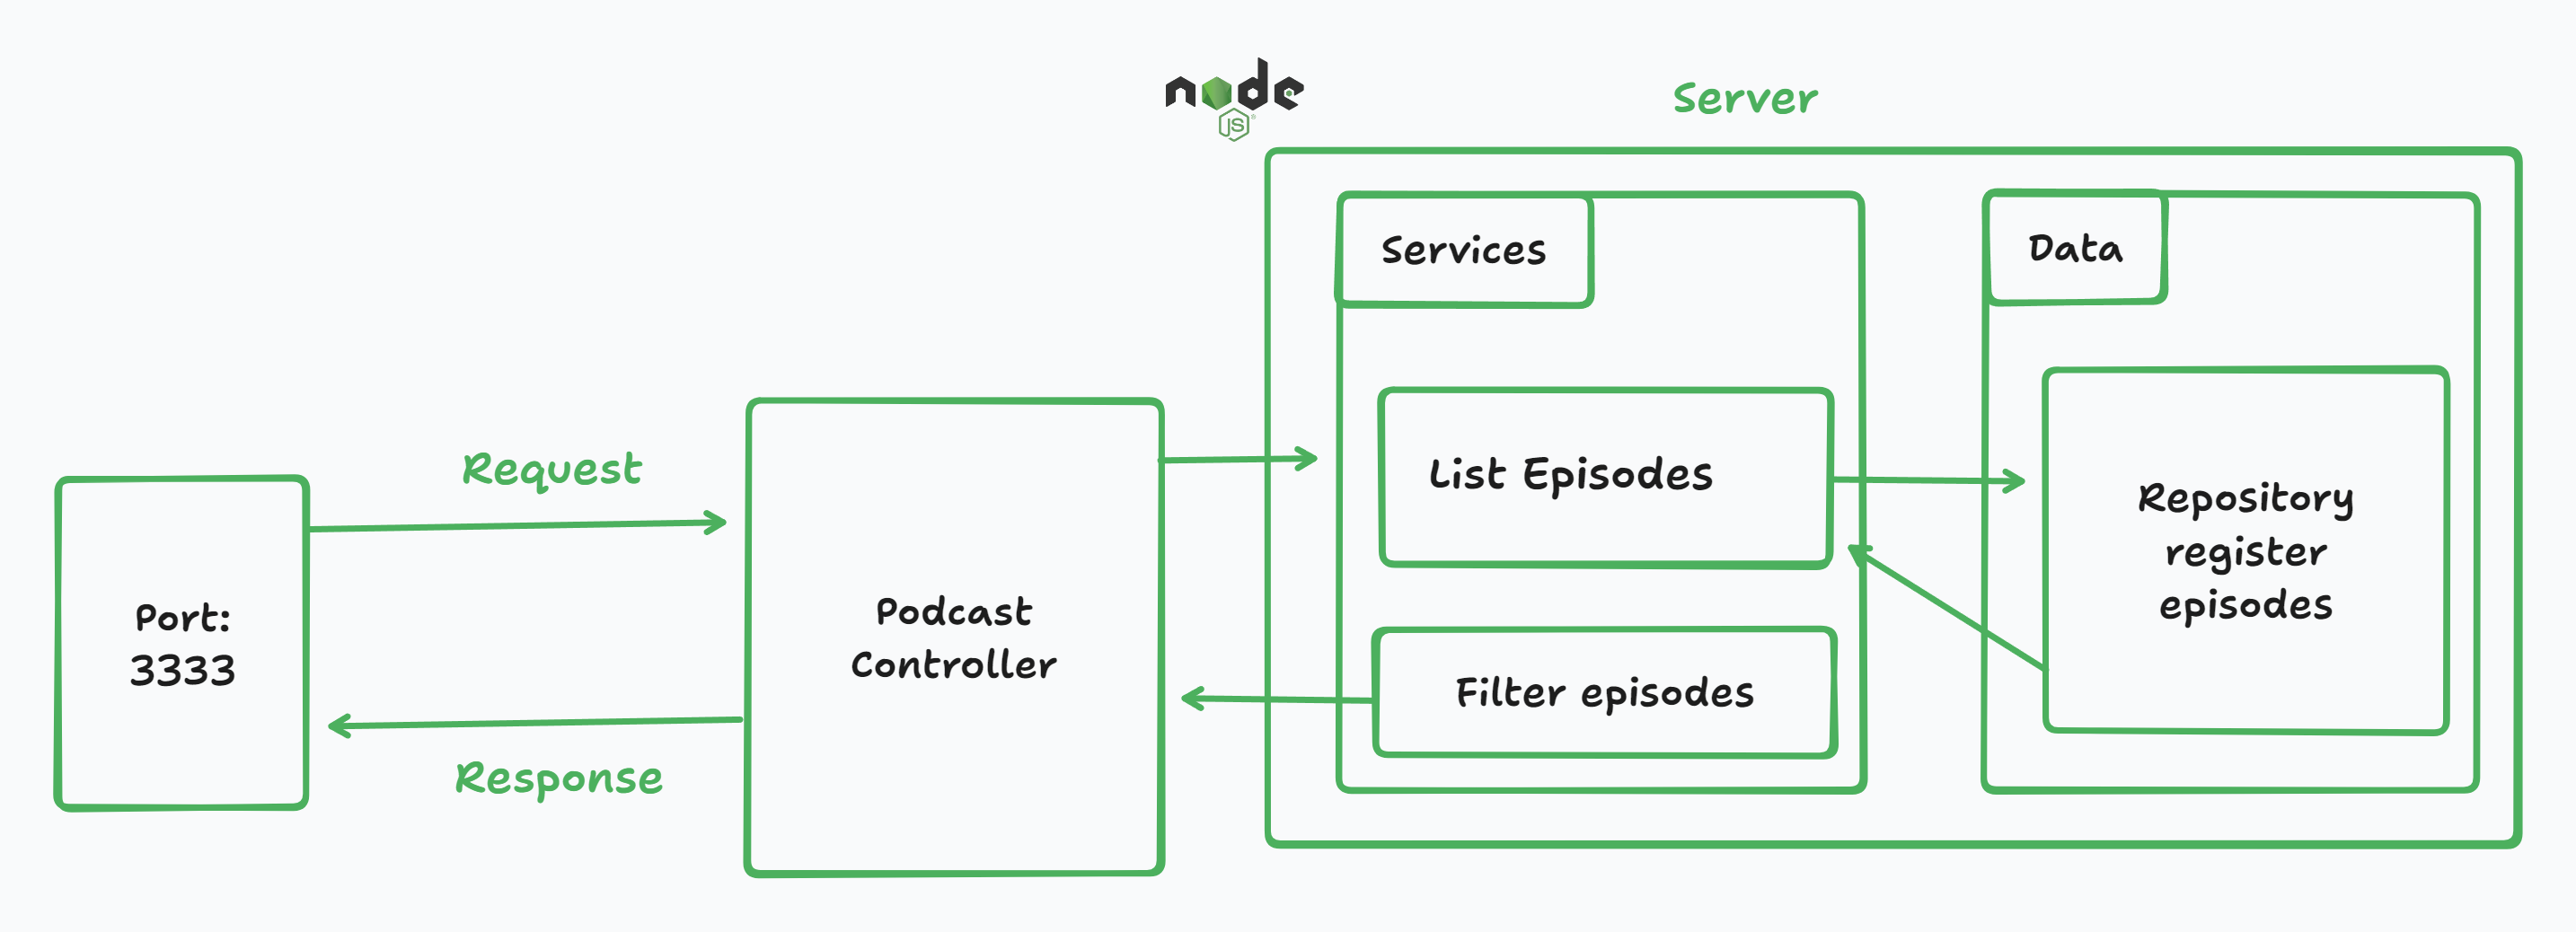 node
JS
Server
Services
Data
List Episodes
Request
Repository
register
episodes
Port:
3333
Podcast
Controller
Filter episodes
Response